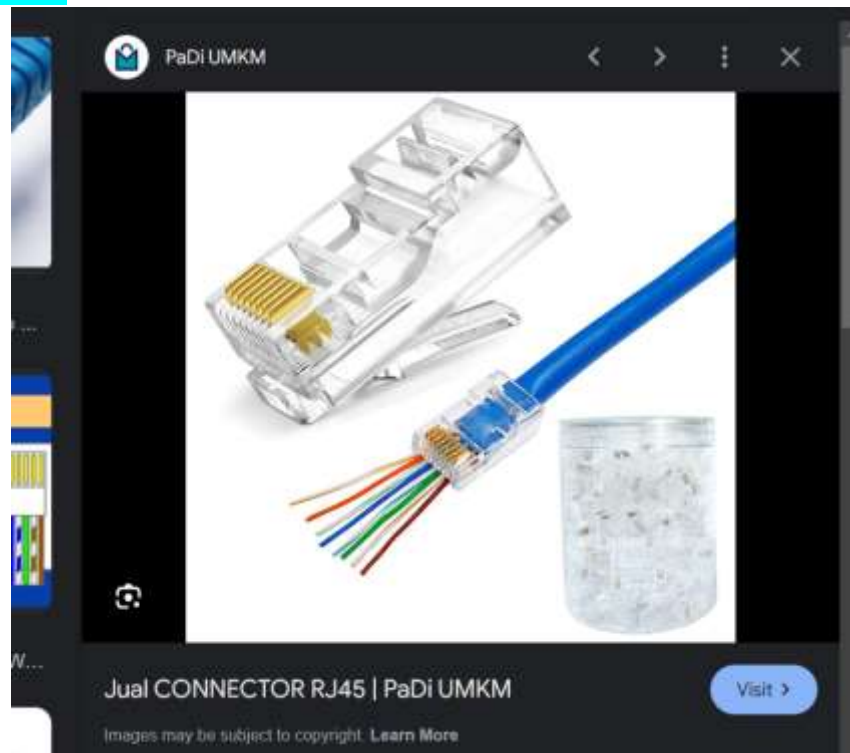 PaDi UMKM
...
W...
Jual CONNECTOR RJ45 | PaDi UMKM
Visit >
Images may be subject to copyright. Learn More